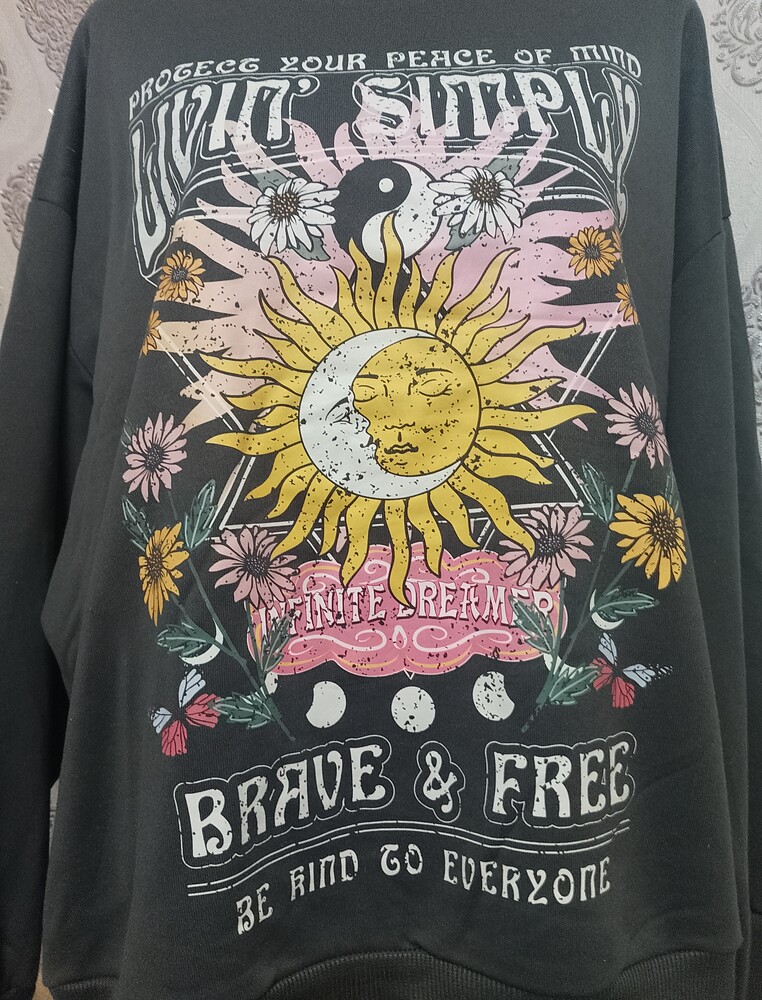 PROTECT YOUR PEACE OF MIND
LIVIN' SIMPLY
INFINITE DREAMER
BRAVE & FREE
BE KIND TO EVERYONE